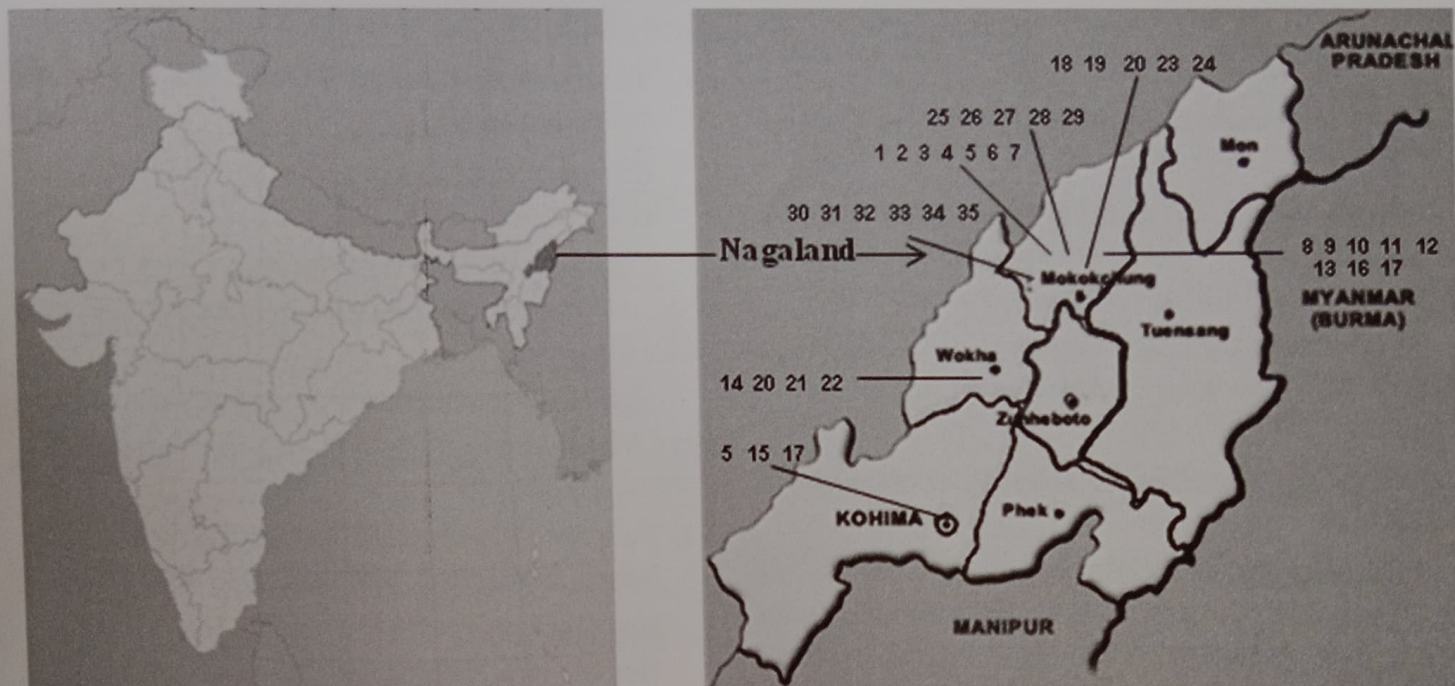 ARUNACHAL
PRADESH
18 19 20 23 24
25 26 27 28 29
1 2 3 4 5 6 7
Mon
30 31 32 33 34 35
Nagaland
8 9 10 11 12
13 16 17
Mokokchung
MYANMAR
(BURMA)
Tuensang
Wokha
14 20 21 22
Zunheboto
5 15 17
KOHIMA
Phek
MANIPUR